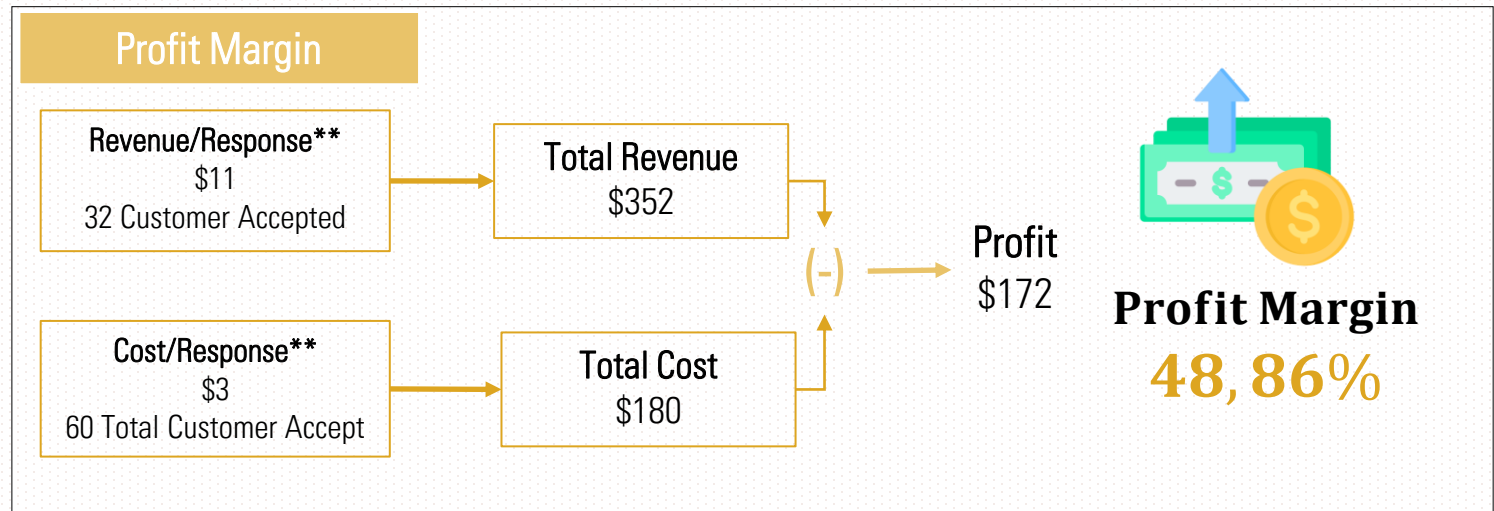 Profit Margin
Revenue/Response**
$11
32 Customer Accepted
Total Revenue
$352
Cost/Response**
$3
60 Total Customer Accept
Total Cost
$180
(-)
Profit
$172
$
$
Profit Margin
48,86%